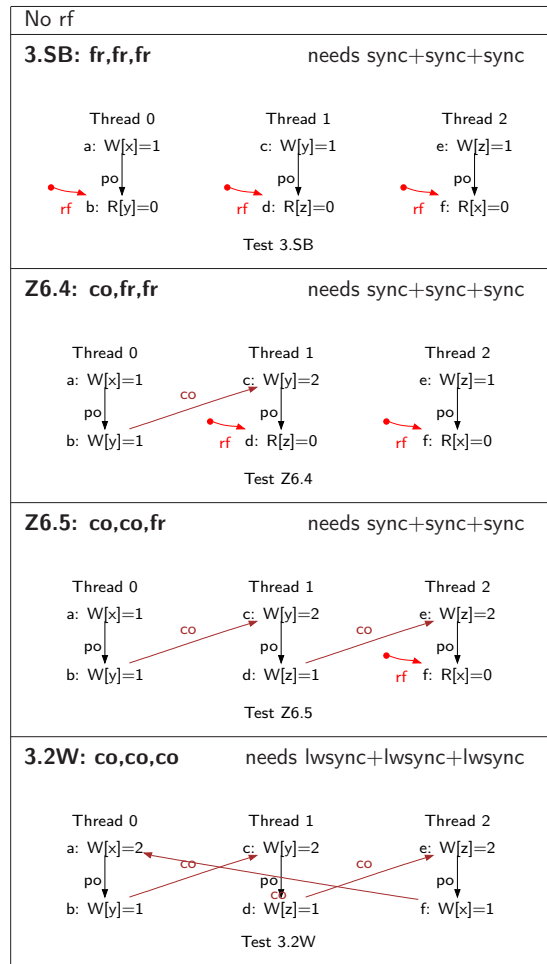 No rf
3.SB: fr,fr,fr needs sync+sync+sync
Thread 0 Thread 1 Thread 2
a: W[x]=1 c: W[y]=1 e: W[z]=1
po po po
rf b: R[y]=0 rf d: R[z]=0 rf f: R[x]=0
Test 3.SB
Z6.4: co,fr,fr needs sync+sync+sync
Thread 0 Thread 1 Thread 2
a: W[x]=1 co c: W[y]=2 e: W[z]=1
po po po
b: W[y]=1 rf d: R[z]=0 rf f: R[x]=0
Test Z6.4
Z6.5: co,co,fr needs sync+sync+sync
Thread 0 Thread 1 Thread 2
a: W[x]=1 co c: W[y]=2 co e: W[z]=2
po po po
b: W[y]=1 d: W[z]=1 rf f: R[x]=0
Test Z6.5
3.2W: co,co,co needs lwsync+lwsync+lwsync
Thread 0 Thread 1 Thread 2
a: W[x]=2 co c: W[y]=2 co e: W[z]=2
po po po
b: W[y]=1 d: W[z]=1 co f: W[x]=1
Test 3.2W